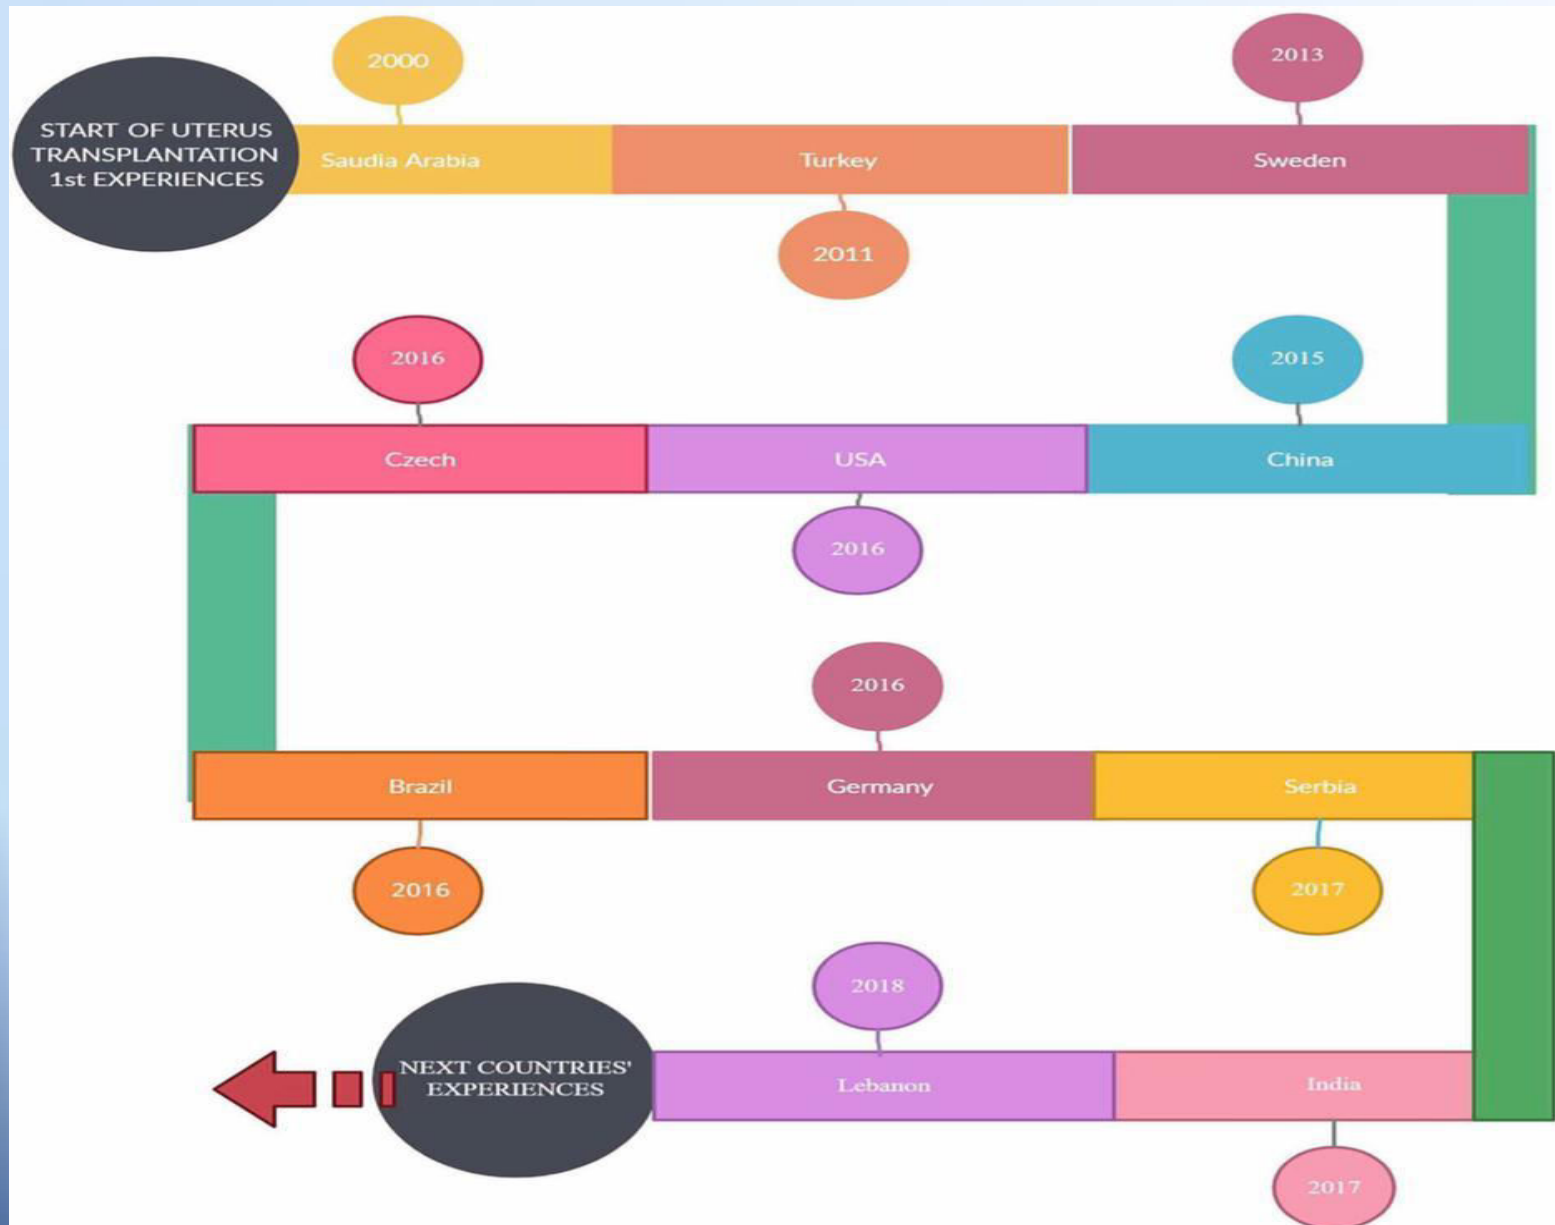 START OF UTERUS
TRANSPLANTATION
1st EXPERIENCES
2000
Saudia Arabia
Turkey
2011
2013
Sweden
2015
China
USA
2016
2016
Czech
Brazil
2016
2016
Germany
Serbia
2017
India
2017
2018
Lebanon
NEXT COUNTRIES'
EXPERIENCES